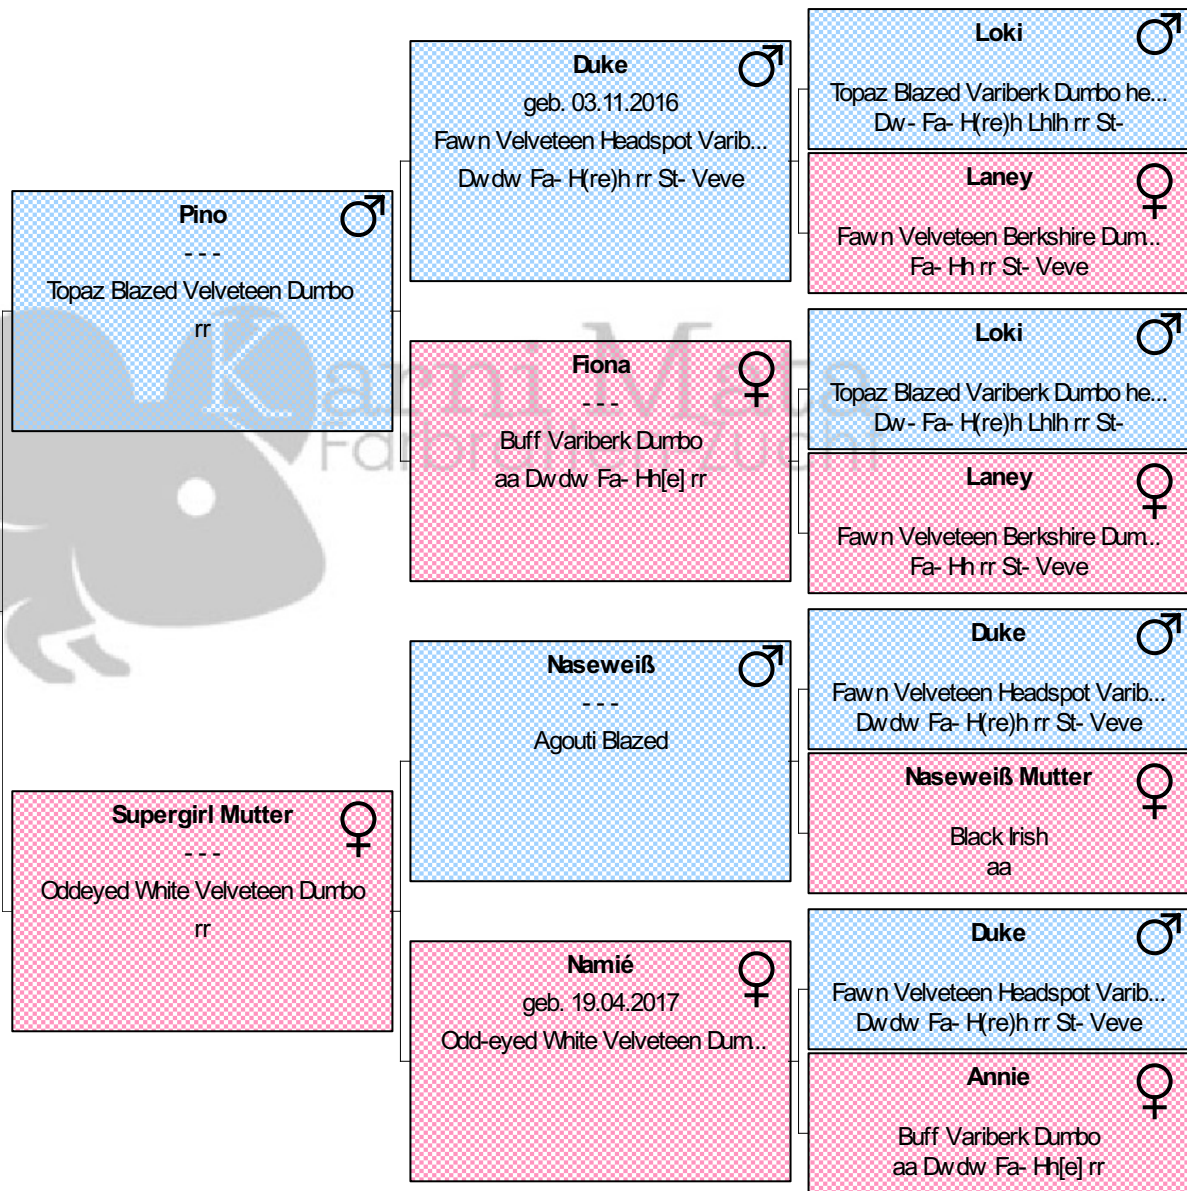 Pino
---
Topaz Blazed Velveteen Dumbo
rr
Supergirl Mutter
---
Oddeyed White Velveteen Dumbo
rr
Duke
geb. 03.11.2016
Fawn Velveteen Headspot Varib...
Dwdw Fa- H(re)h rr St- Veve
Fiona
---
Buff Variberk Dumbo
aa Dwdw Fa- Hh[e] rr
Naseweiß
---
Agouti Blazed
Namié
geb. 19.04.2017
Odd-eyed White Velveteen Dum...
Loki
Topaz Blazed Variberk Dumbo he...
Dw- Fa- H(re)h Lhlh rr St-
Laney
Fawn Velveteen Berkshire Dum...
Fa- Hh rr St- Veve
Loki
Topaz Blazed Variberk Dumbo he...
Dw- Fa- H(re)h Lhlh rr St-
Laney
Fawn Velveteen Berkshire Dum...
Fa- Hh rr St- Veve
Duke
Fawn Velveteen Headspot Varib...
Dwdw Fa- H(re)h rr St- Veve
Naseweiß Mutter
Black Irish
aa
Duke
Fawn Velveteen Headspot Varib...
Dwdw Fa- H(re)h rr St- Veve
Annie
Buff Variberk Dumbo
aa Dwdw Fa- Hh[e] rr
Karni Mata